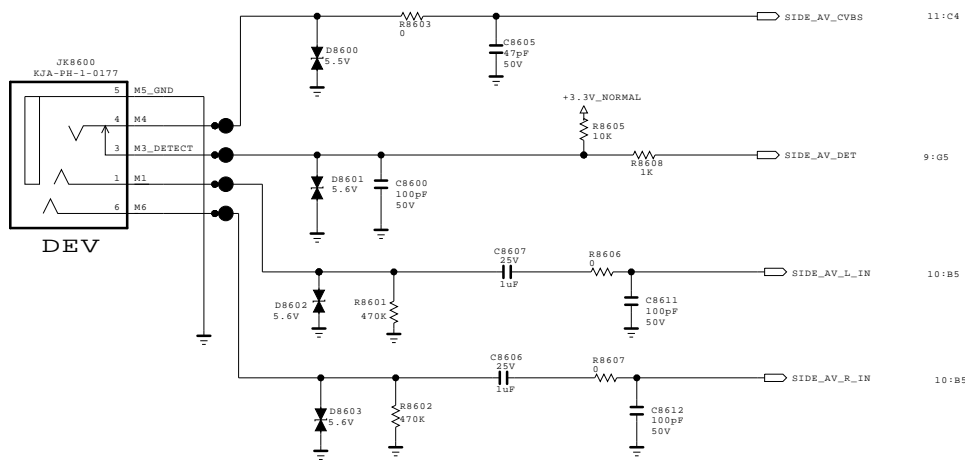 SIDE_AV_CVBS 11:C4
R8603
0
C8605
47pF
50V
D8600
5.5V
JK8600
KJA-PH-1-0177
5 M5_GND
4 M4
3 M3_DETECT
1 M1
6 M6
DEV
+3.3V_NORMAL
R8605
10K
SIDE_AV_DET 9:G5
R8608
1K
D8601
5.6V
C8600
100pF
50V
C8607
25V
1uF
R8606
0
SIDE_AV_L_IN 10:B5
D8602
5.6V
R8601
470K
C8611
100pF
50V
C8606
25V
1uF
R8607
0
SIDE_AV_R_IN 10:B5
D8603
5.6V
R8602
470K
C8612
100pF
50V